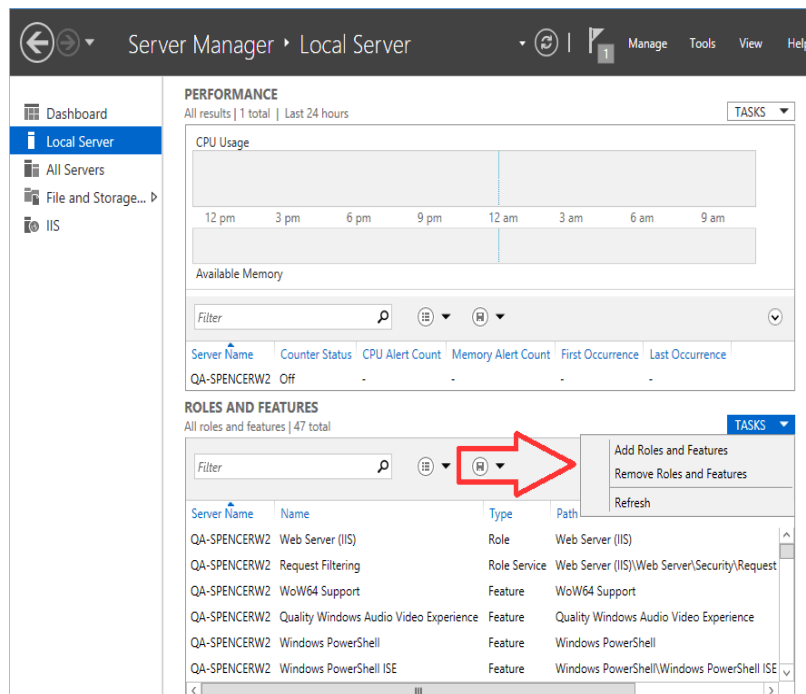 Server Manager ‣ Local Server
1
Manage Tools View Help
Dashboard
Local Server
All Servers
File and Storage...
IIS
PERFORMANCE
All results | 1 total | Last 24 hours
TASKS
CPU Usage
12 pm 3 pm 6 pm 9 pm 12 am 3 am 6 am 9 am
Available Memory
Filter
Server Name Counter Status CPU Alert Count Memory Alert Count First Occurrence Last Occurrence
QA-SPENCERW2 Off - - - -
ROLES AND FEATURES
All roles and features | 47 total
TASKS
Filter
Add Roles and Features
Remove Roles and Features
Refresh
Server Name Name Type Path
QA-SPENCERW2 Web Server (IIS) Role Web Server (IIS)
QA-SPENCERW2 Request Filtering Role Service Web Server (IIS)\Web Server\Security\Request
QA-SPENCERW2 WoW64 Support Feature WoW64 Support
QA-SPENCERW2 Quality Windows Audio Video Experience Feature Quality Windows Audio Video Experience
QA-SPENCERW2 Windows PowerShell Feature Windows PowerShell
QA-SPENCERW2 Windows PowerShell ISE Feature Windows PowerShell\Windows PowerShell ISE